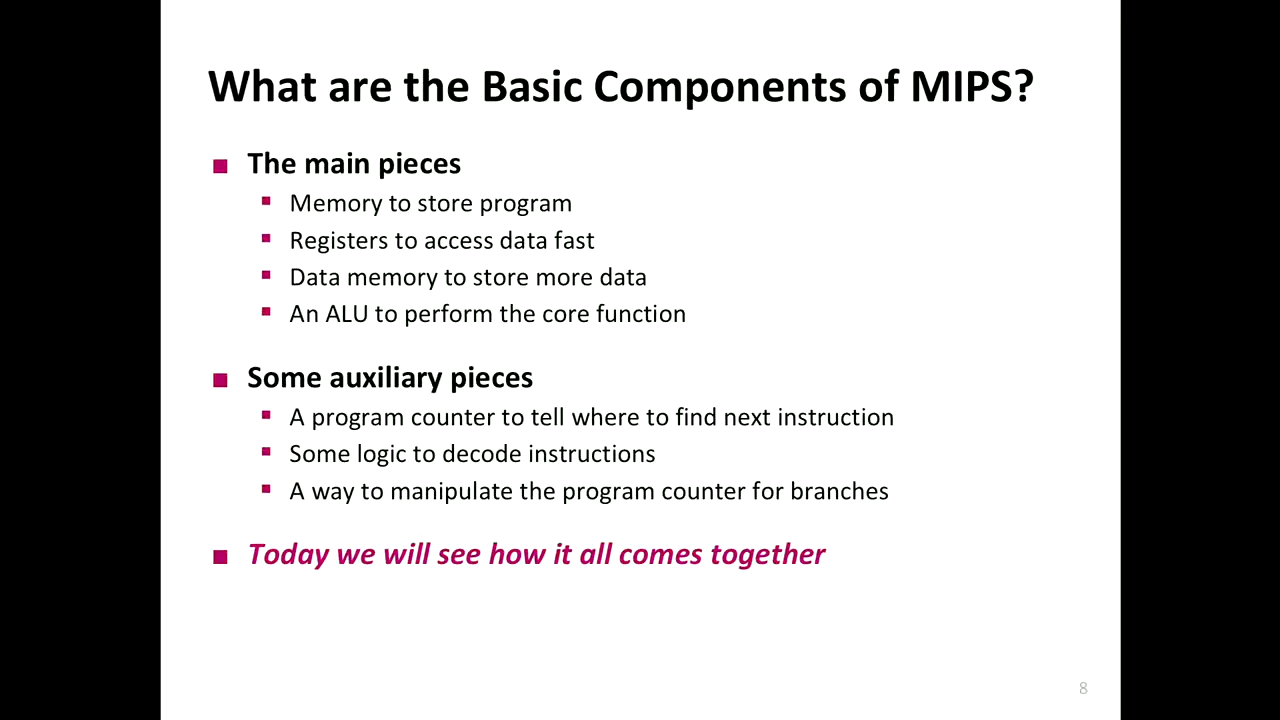 What are the Basic Components of MIPS?
The main pieces
Memory to store program
Registers to access data fast
Data memory to store more data
An ALU to perform the core function
Some auxiliary pieces
A program counter to tell where to find next instruction
Some logic to decode instructions
A way to manipulate the program counter for branches
Today we will see how it all comes together
8